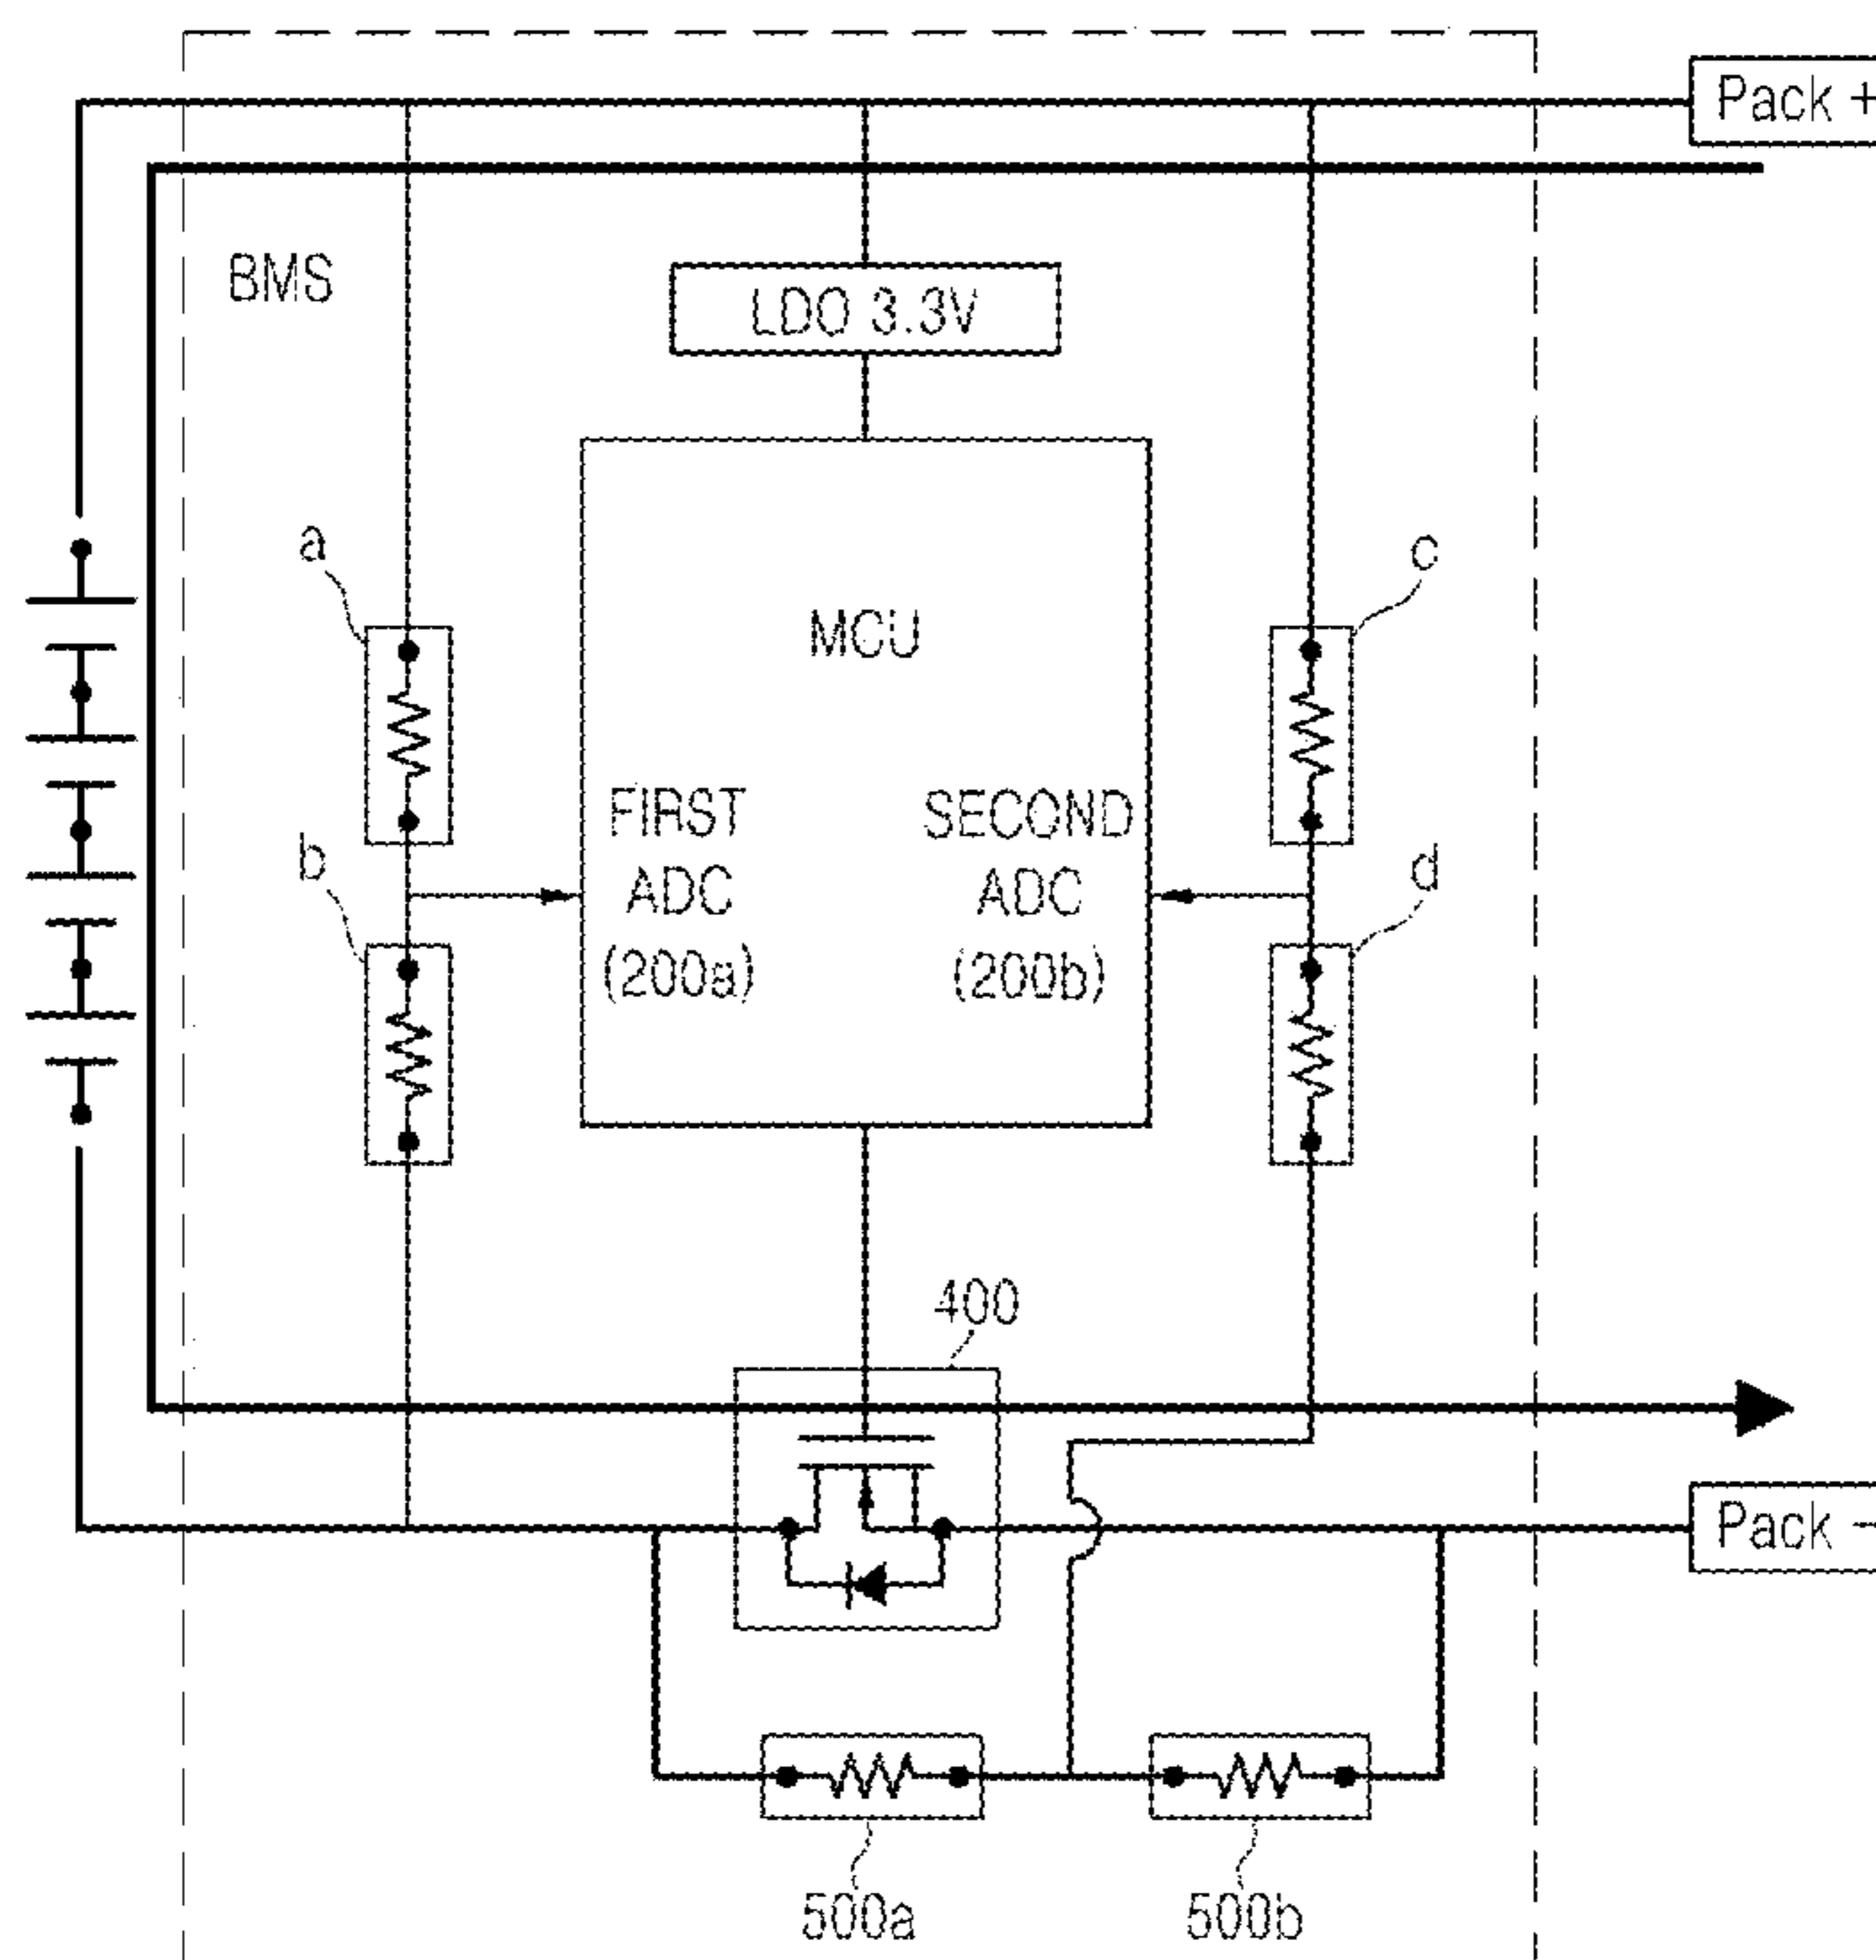 Pack +
BMS
LDO 3.3V
a
c
MCU
FIRST
ADC
(200a)
SECOND
ADC
(200b)
b
d
400
Pack -
500a
500b